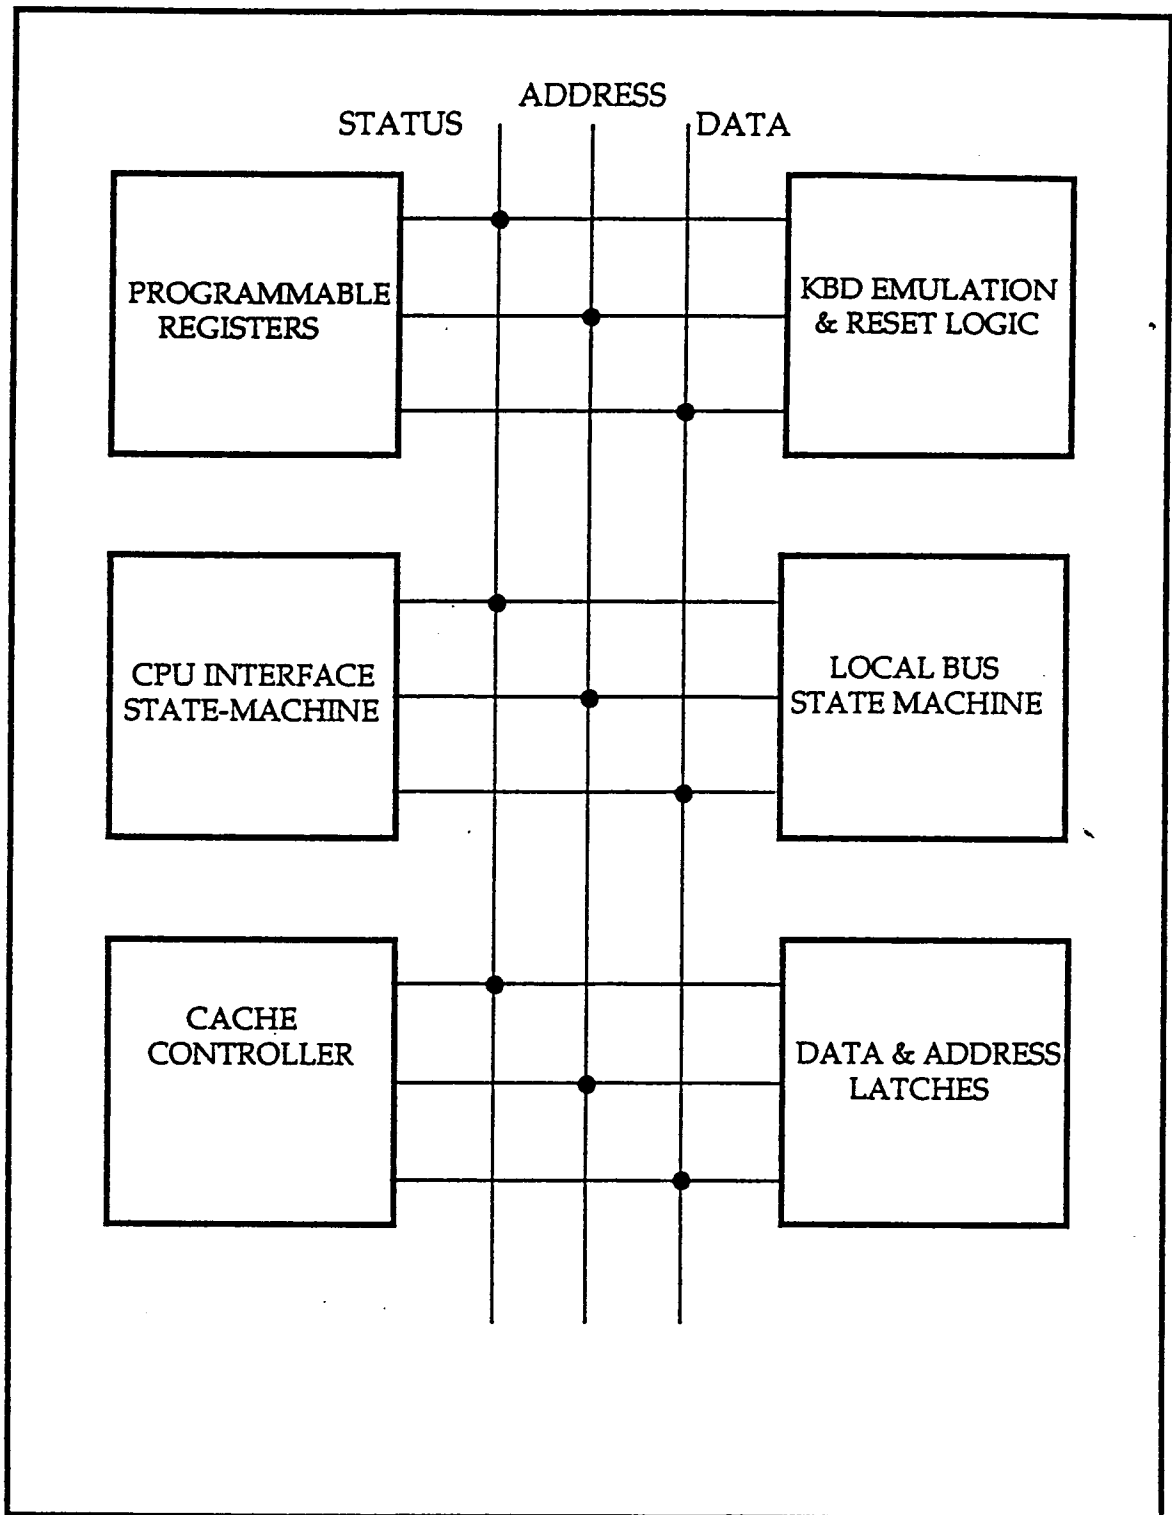 ADDRESS
STATUS
DATA
PROGRAMMABLE
REGISTERS
KBD EMULATION
& RESET LOGIC
CPU INTERFACE
STATE-MACHINE
LOCAL BUS
STATE MACHINE
CACHE
CONTROLLER
DATA & ADDRESS
LATCHES